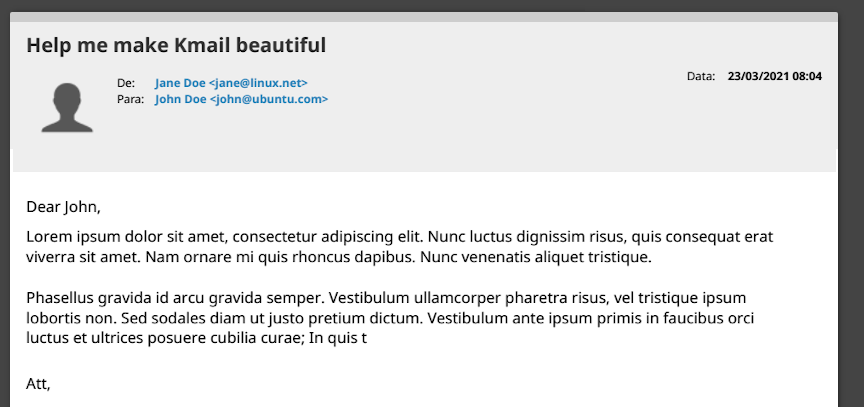 Help me make Kmail beautiful
De: Jane Doe <jane@linux.net>
Data: 23/03/2021 08:04
Para: John Doe <john@ubuntu.com>
Dear John,
Lorem ipsum dolor sit amet, consectetur adipiscing elit. Nunc luctus dignissim risus, quis consequat erat
viverra sit amet. Nam ornare mi quis rhoncus dapibus. Nunc venenatis aliquet tristique.
Phasellus gravida id arcu gravida semper. Vestibulum ullamcorper pharetra risus, vel tristique ipsum
lobortis non. Sed sodales diam ut justo pretium dictum. Vestibulum ante ipsum primis in faucibus orci
luctus et ultrices posuere cubilia curae; In quis t
Att,